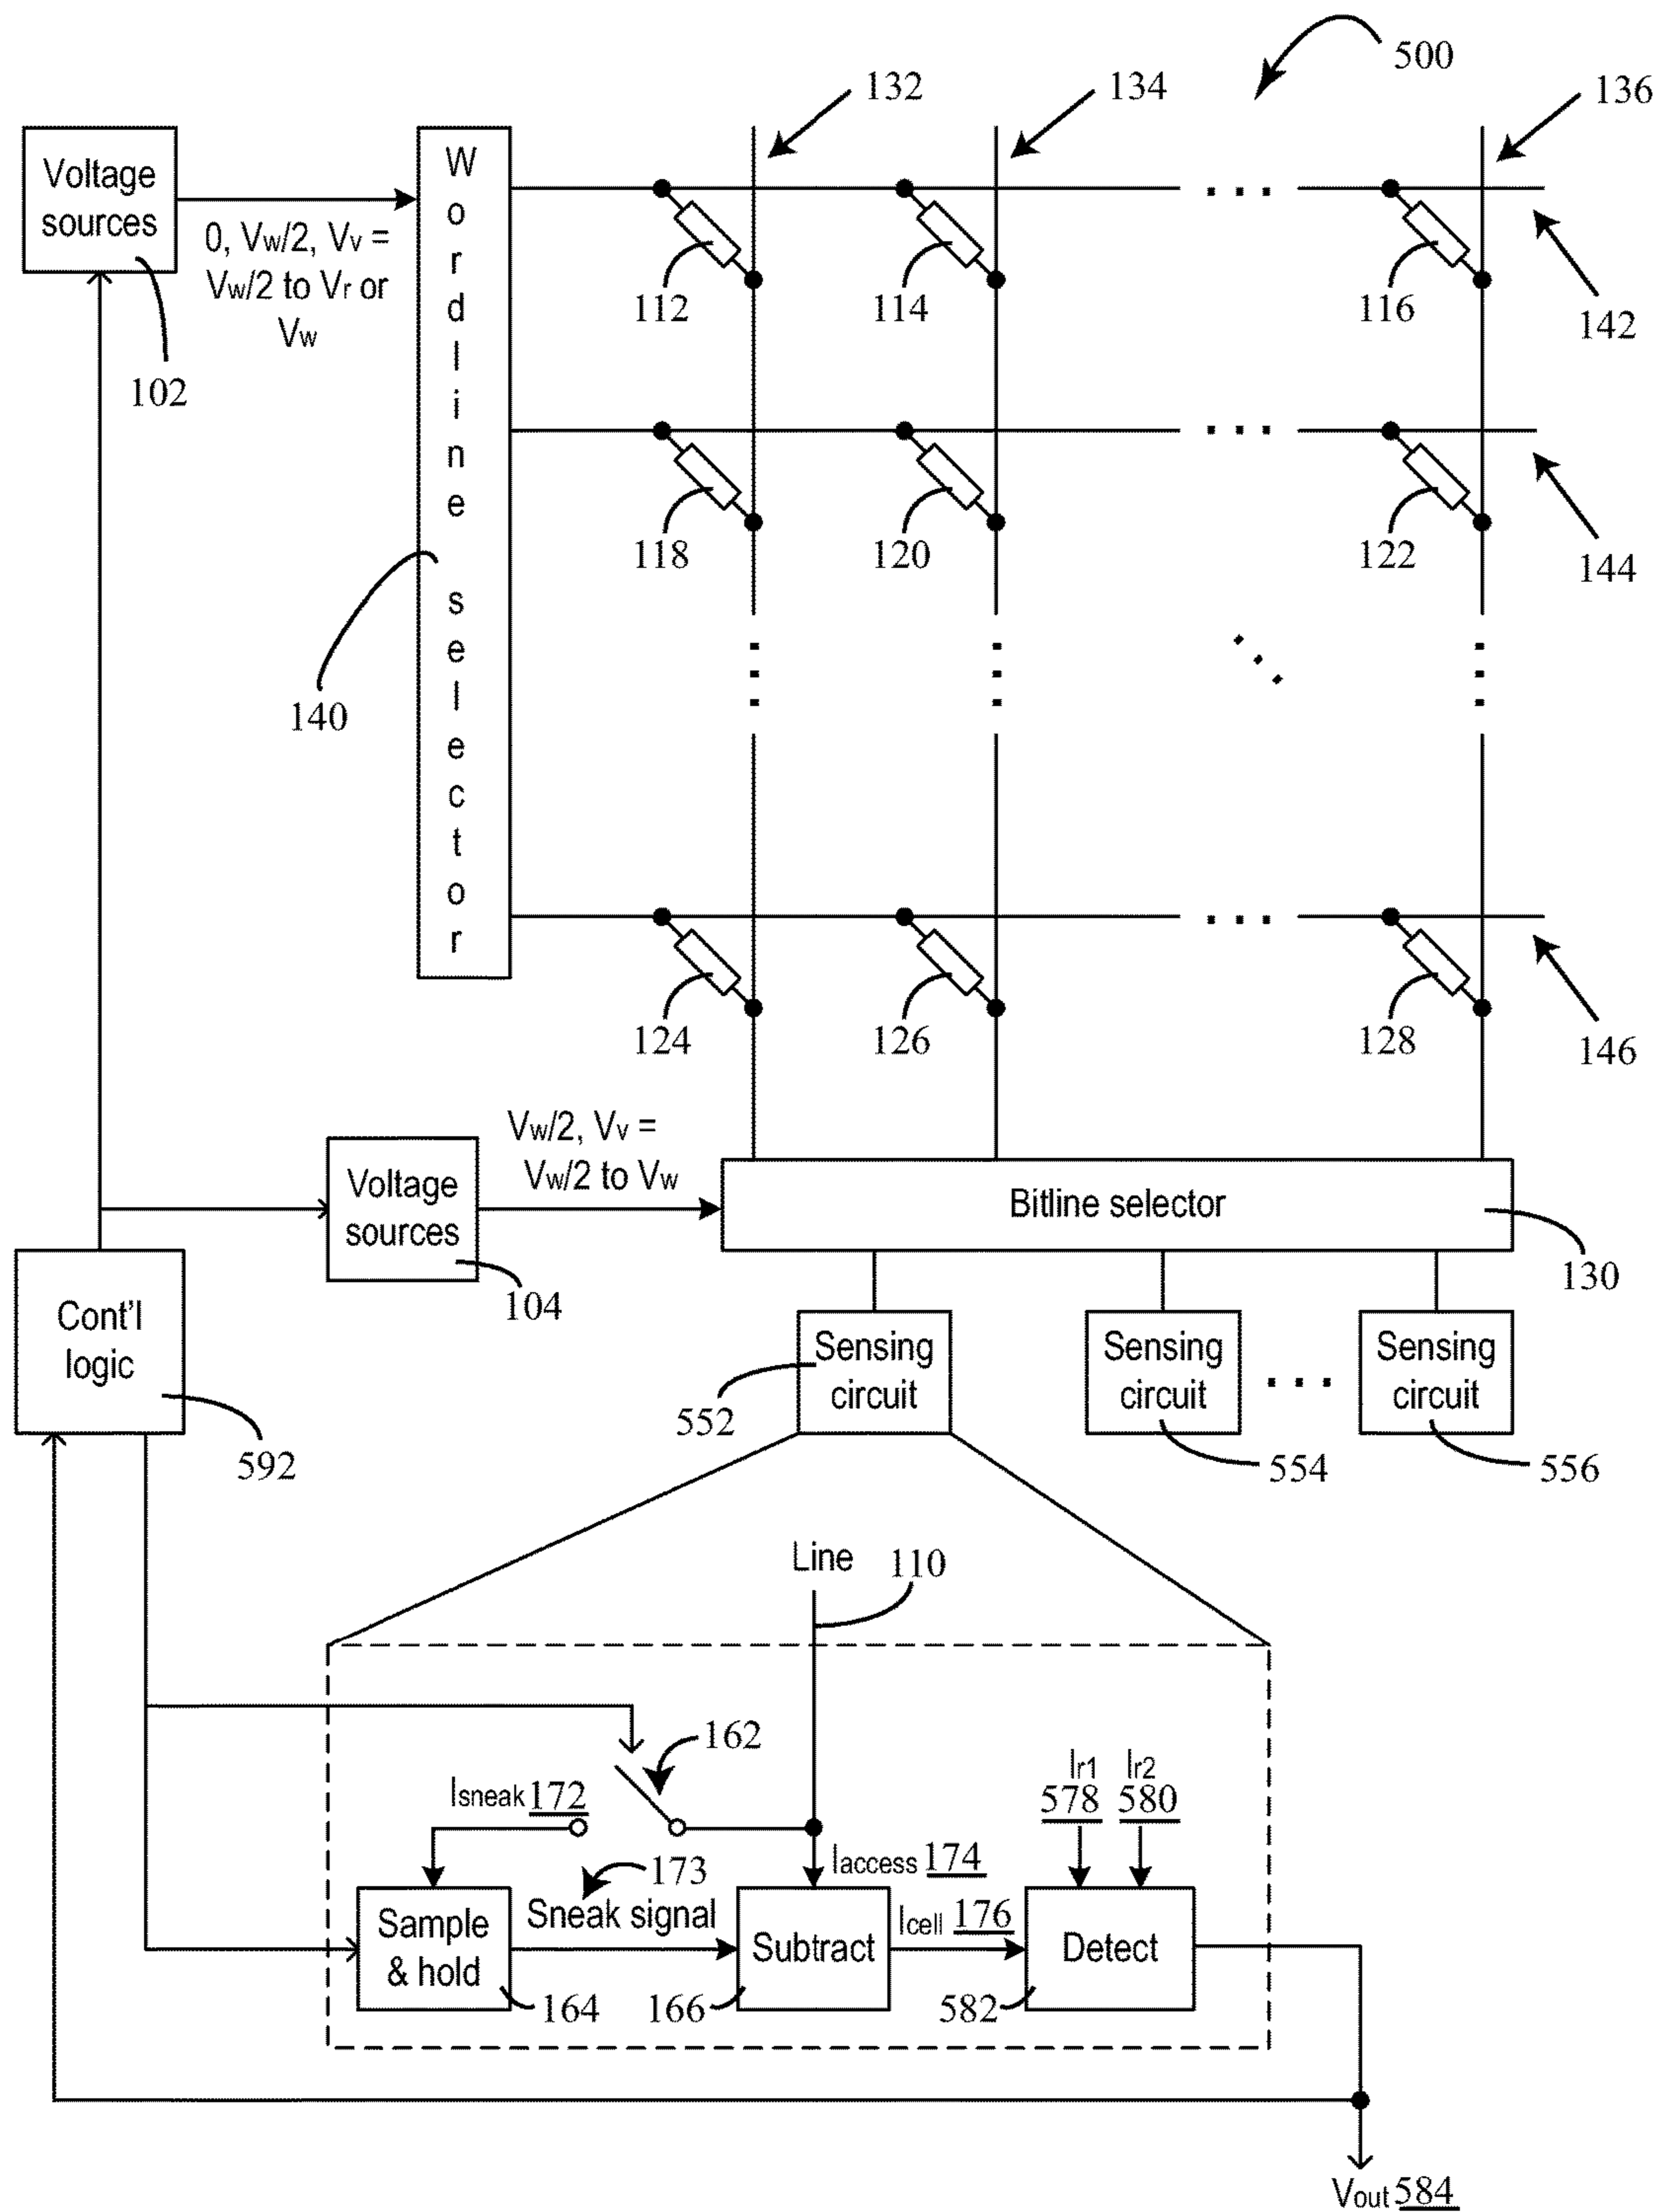 500
132
134
136
Voltage
sources
0, Vw/2, Vv =
Vw/2 to Vr or
Vw
102
Wordline selector
140
112
114
116
142
118
120
122
144
124
126
128
146
Vw/2, Vv =
Vw/2 to Vw
Voltage
sources
104
Bitline selector
130
Cont'l
logic
592
Sensing
circuit
552
Sensing
circuit
554
Sensing
circuit
556
Line 110
162
Isneak 172
Ir1
578
Ir2
580
173
Iaccess 174
Sample
& hold
164
Sneak signal
Subtract
166
Icell 176
Detect
582
Vout 584